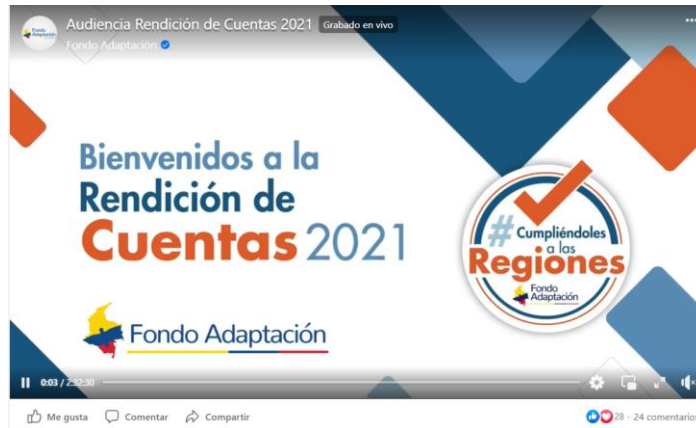 Audiencia Rendición de Cuentas 2021 Grabado en vivo
Fondo Adaptación
Bienvenidos a la
Rendición de
Cuentas 2021
# Cumpliéndoles
a las
Regiones
Fondo
Adaptación
Fondo Adaptación
0:03 / 2:32:30
Me gusta Comentar Compartir
28 · 24 comentarios